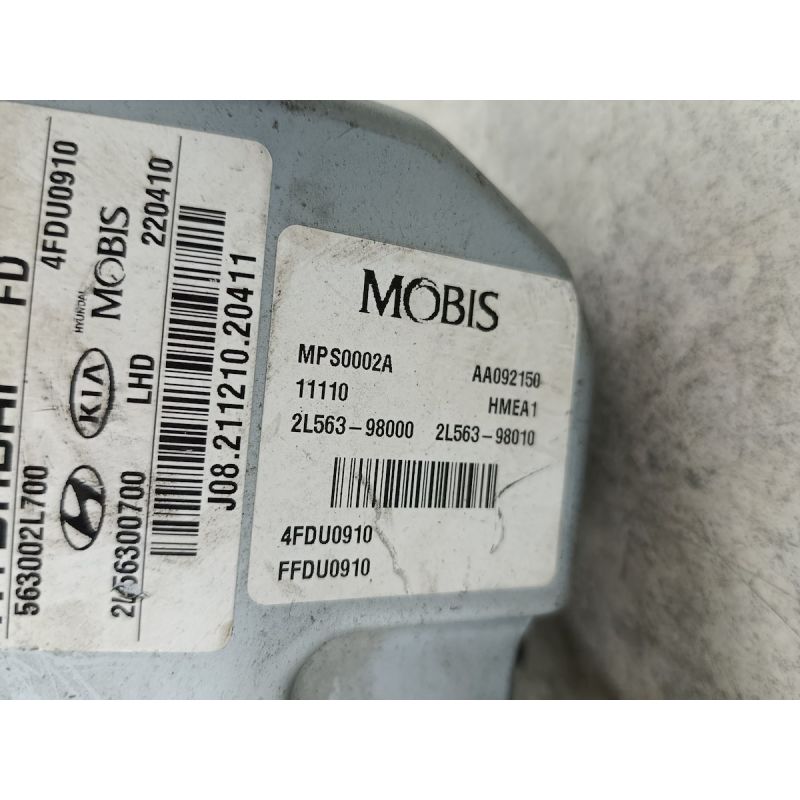 FD
4FDU0910
563002L700
KIA
HYUNDAI
MOBIS
2L56300700
LHD
220410
J08.211210.20411
MOBIS
MPS0002A AA092150
11110 HMEA1
2L563-98000 2L563-98010
4FDU0910
FFDU0910